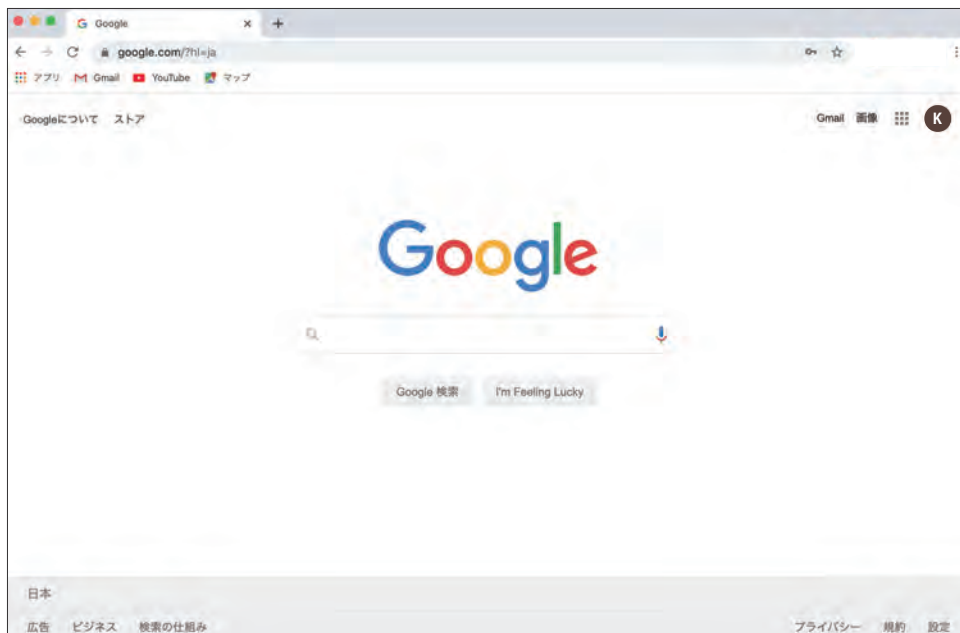 Google
google.com/?hl=ja
アプリ Gmail YouTube マップ
Googleについて ストア
Gmail 画像 K
Google
Google 検索 I'm Feeling Lucky
日本
広告 ビジネス 検索の仕組み プライバシー 規約 設定